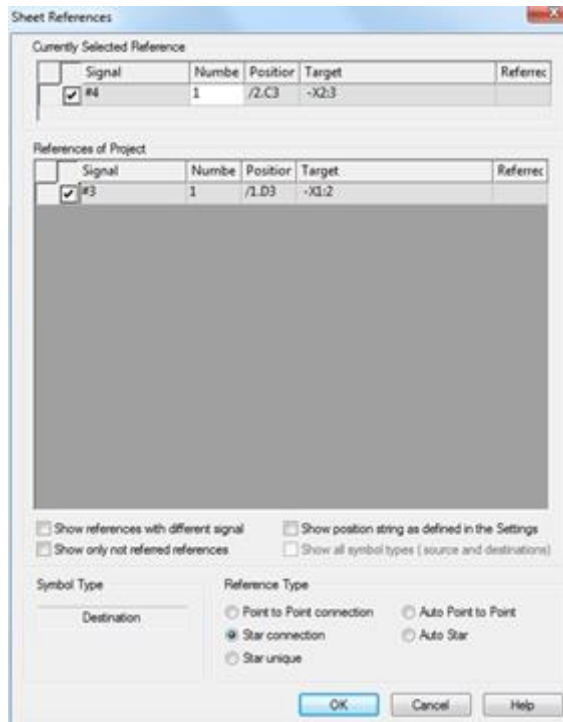 Sheet References
Currently Selected Reference
Signal Numbe Position Target Referrec
#4 1 /2.C3 -X2:3
References of Project
Signal Numbe Position Target Referrec
#3 1 /1.D3 -X1:2
Show references with different signal Show position string as defined in the Settings
Show only not referred references Show all symbol types ( source and destinations)
Symbol Type Reference Type
Destination Point to Point connection Auto Point to Point
Star connection Auto Star
Star unique
OK Cancel Help